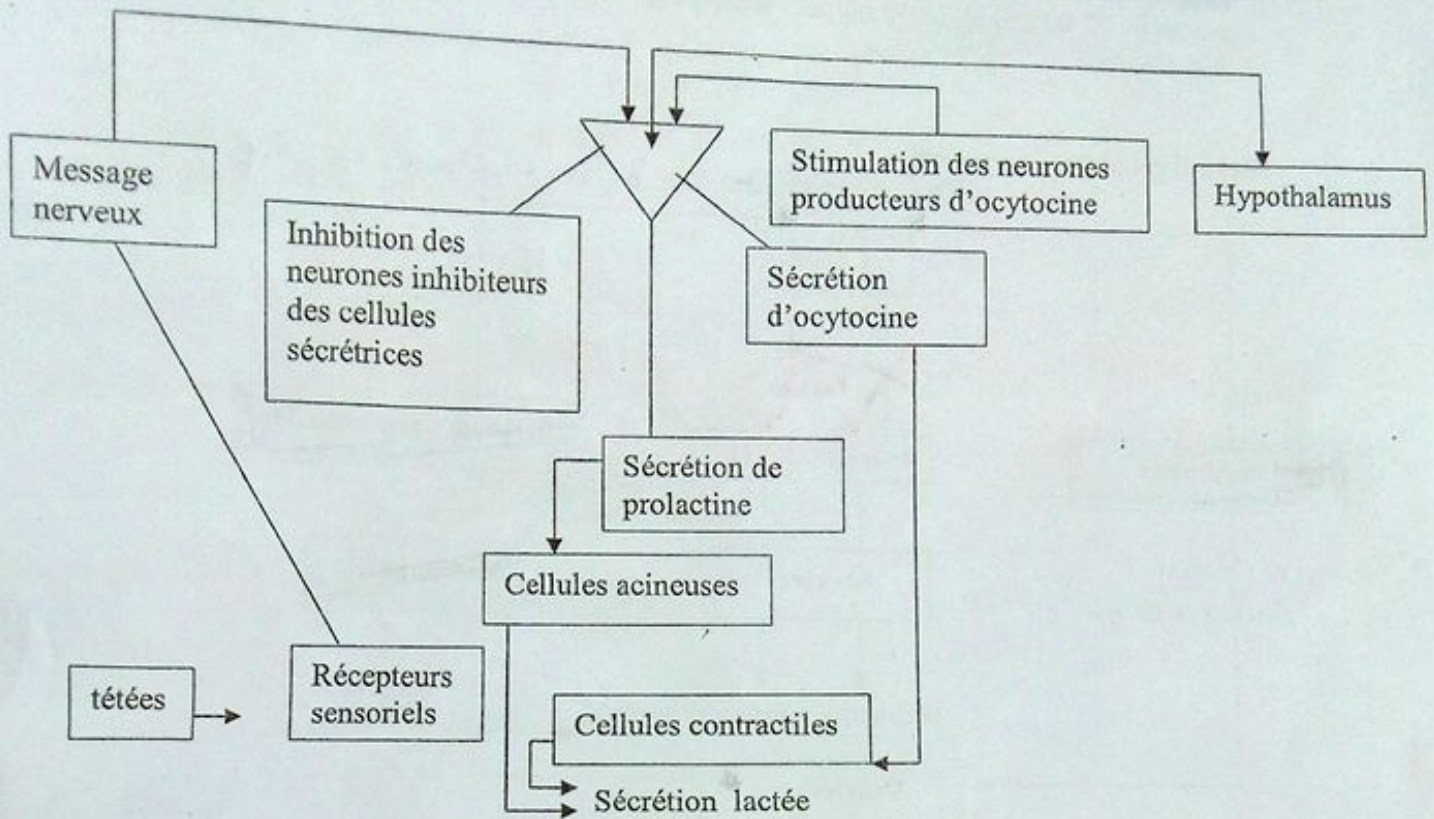 Message
nerveux
Inhibition des
neurones inhibiteurs
des cellules
sécrétrices
Stimulation des neurones
producteurs d'ocytocine
Hypothalamus
Sécrétion
d'ocytocine
Sécrétion de
prolactine
Cellules acineuses
tétées
Récepteurs
sensoriels
Cellules contractiles
Sécrétion lactée